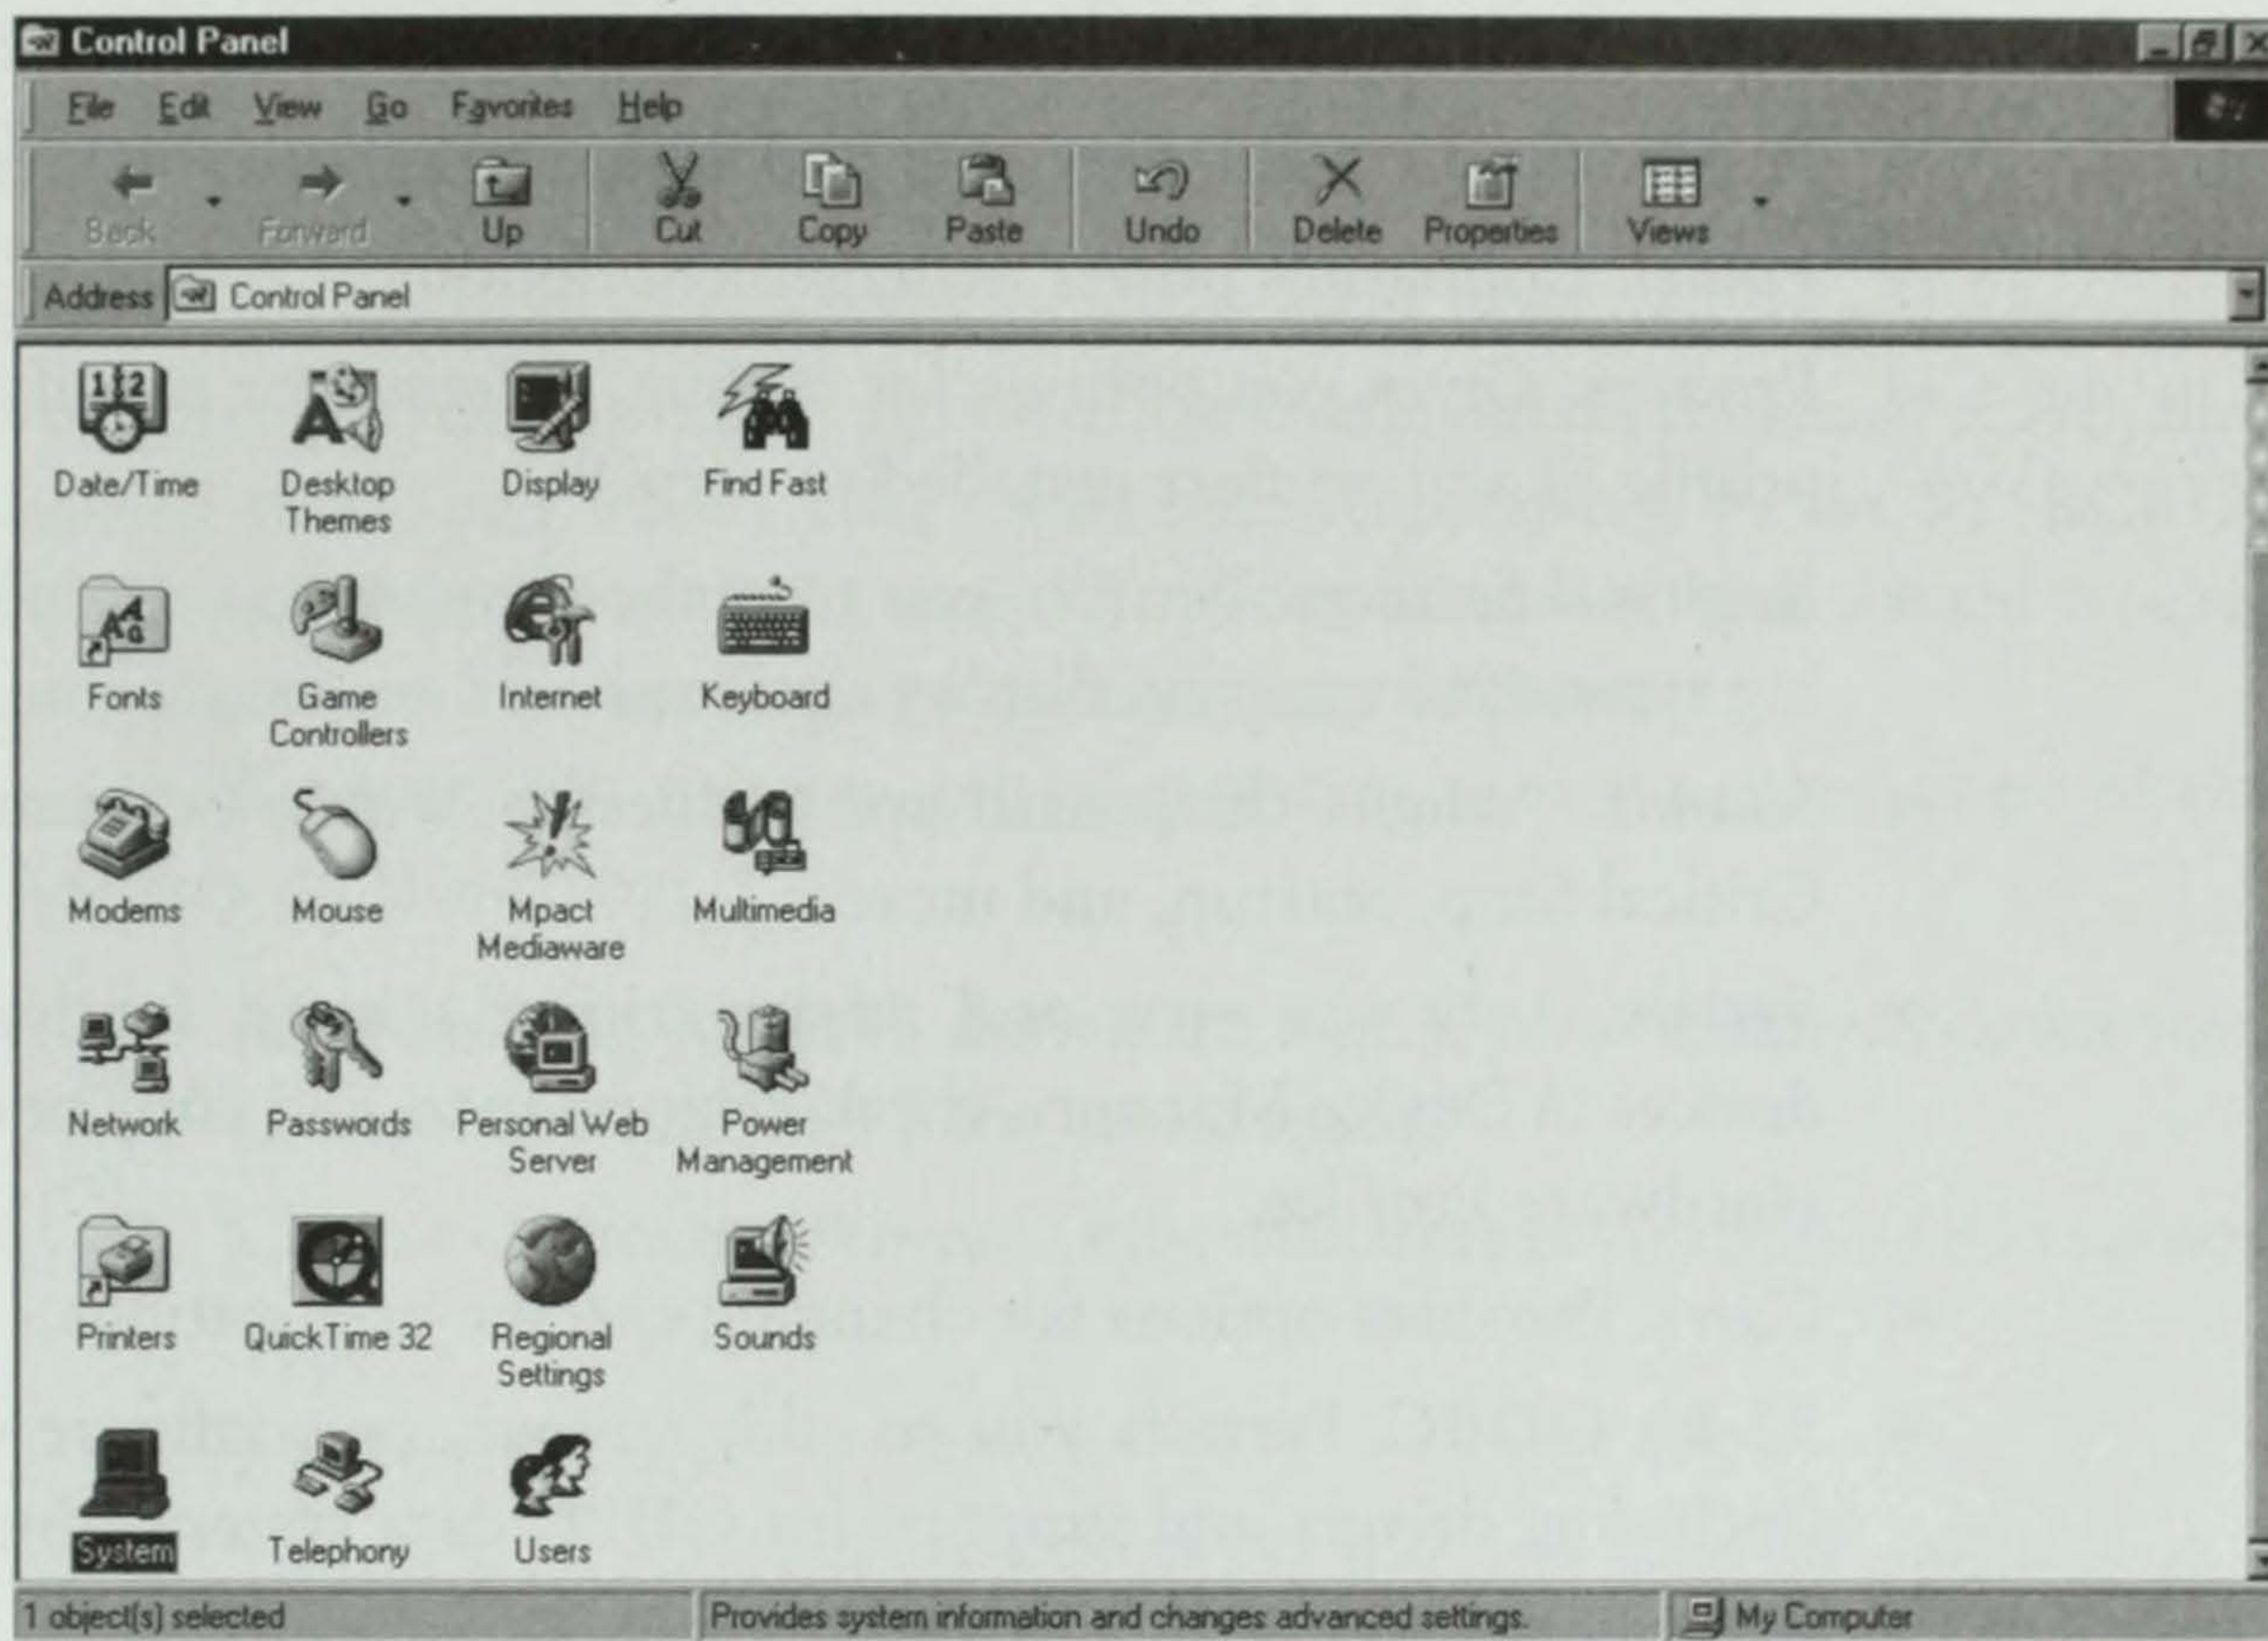 Control Panel
File Edit View Go Favorites Help
Back Forward Up Cut Copy Paste Undo Delete Properties Views
Address Control Panel
Date/Time Desktop Themes Display Find Fast
Fonts Game Controllers Internet Keyboard
Modems Mouse Mpact Mediaware Multimedia
Network Passwords Personal Web Server Power Management
Printers QuickTime 32 Regional Settings Sounds
System Telephony Users
1 object(s) selected Provides system information and changes advanced settings. My Computer